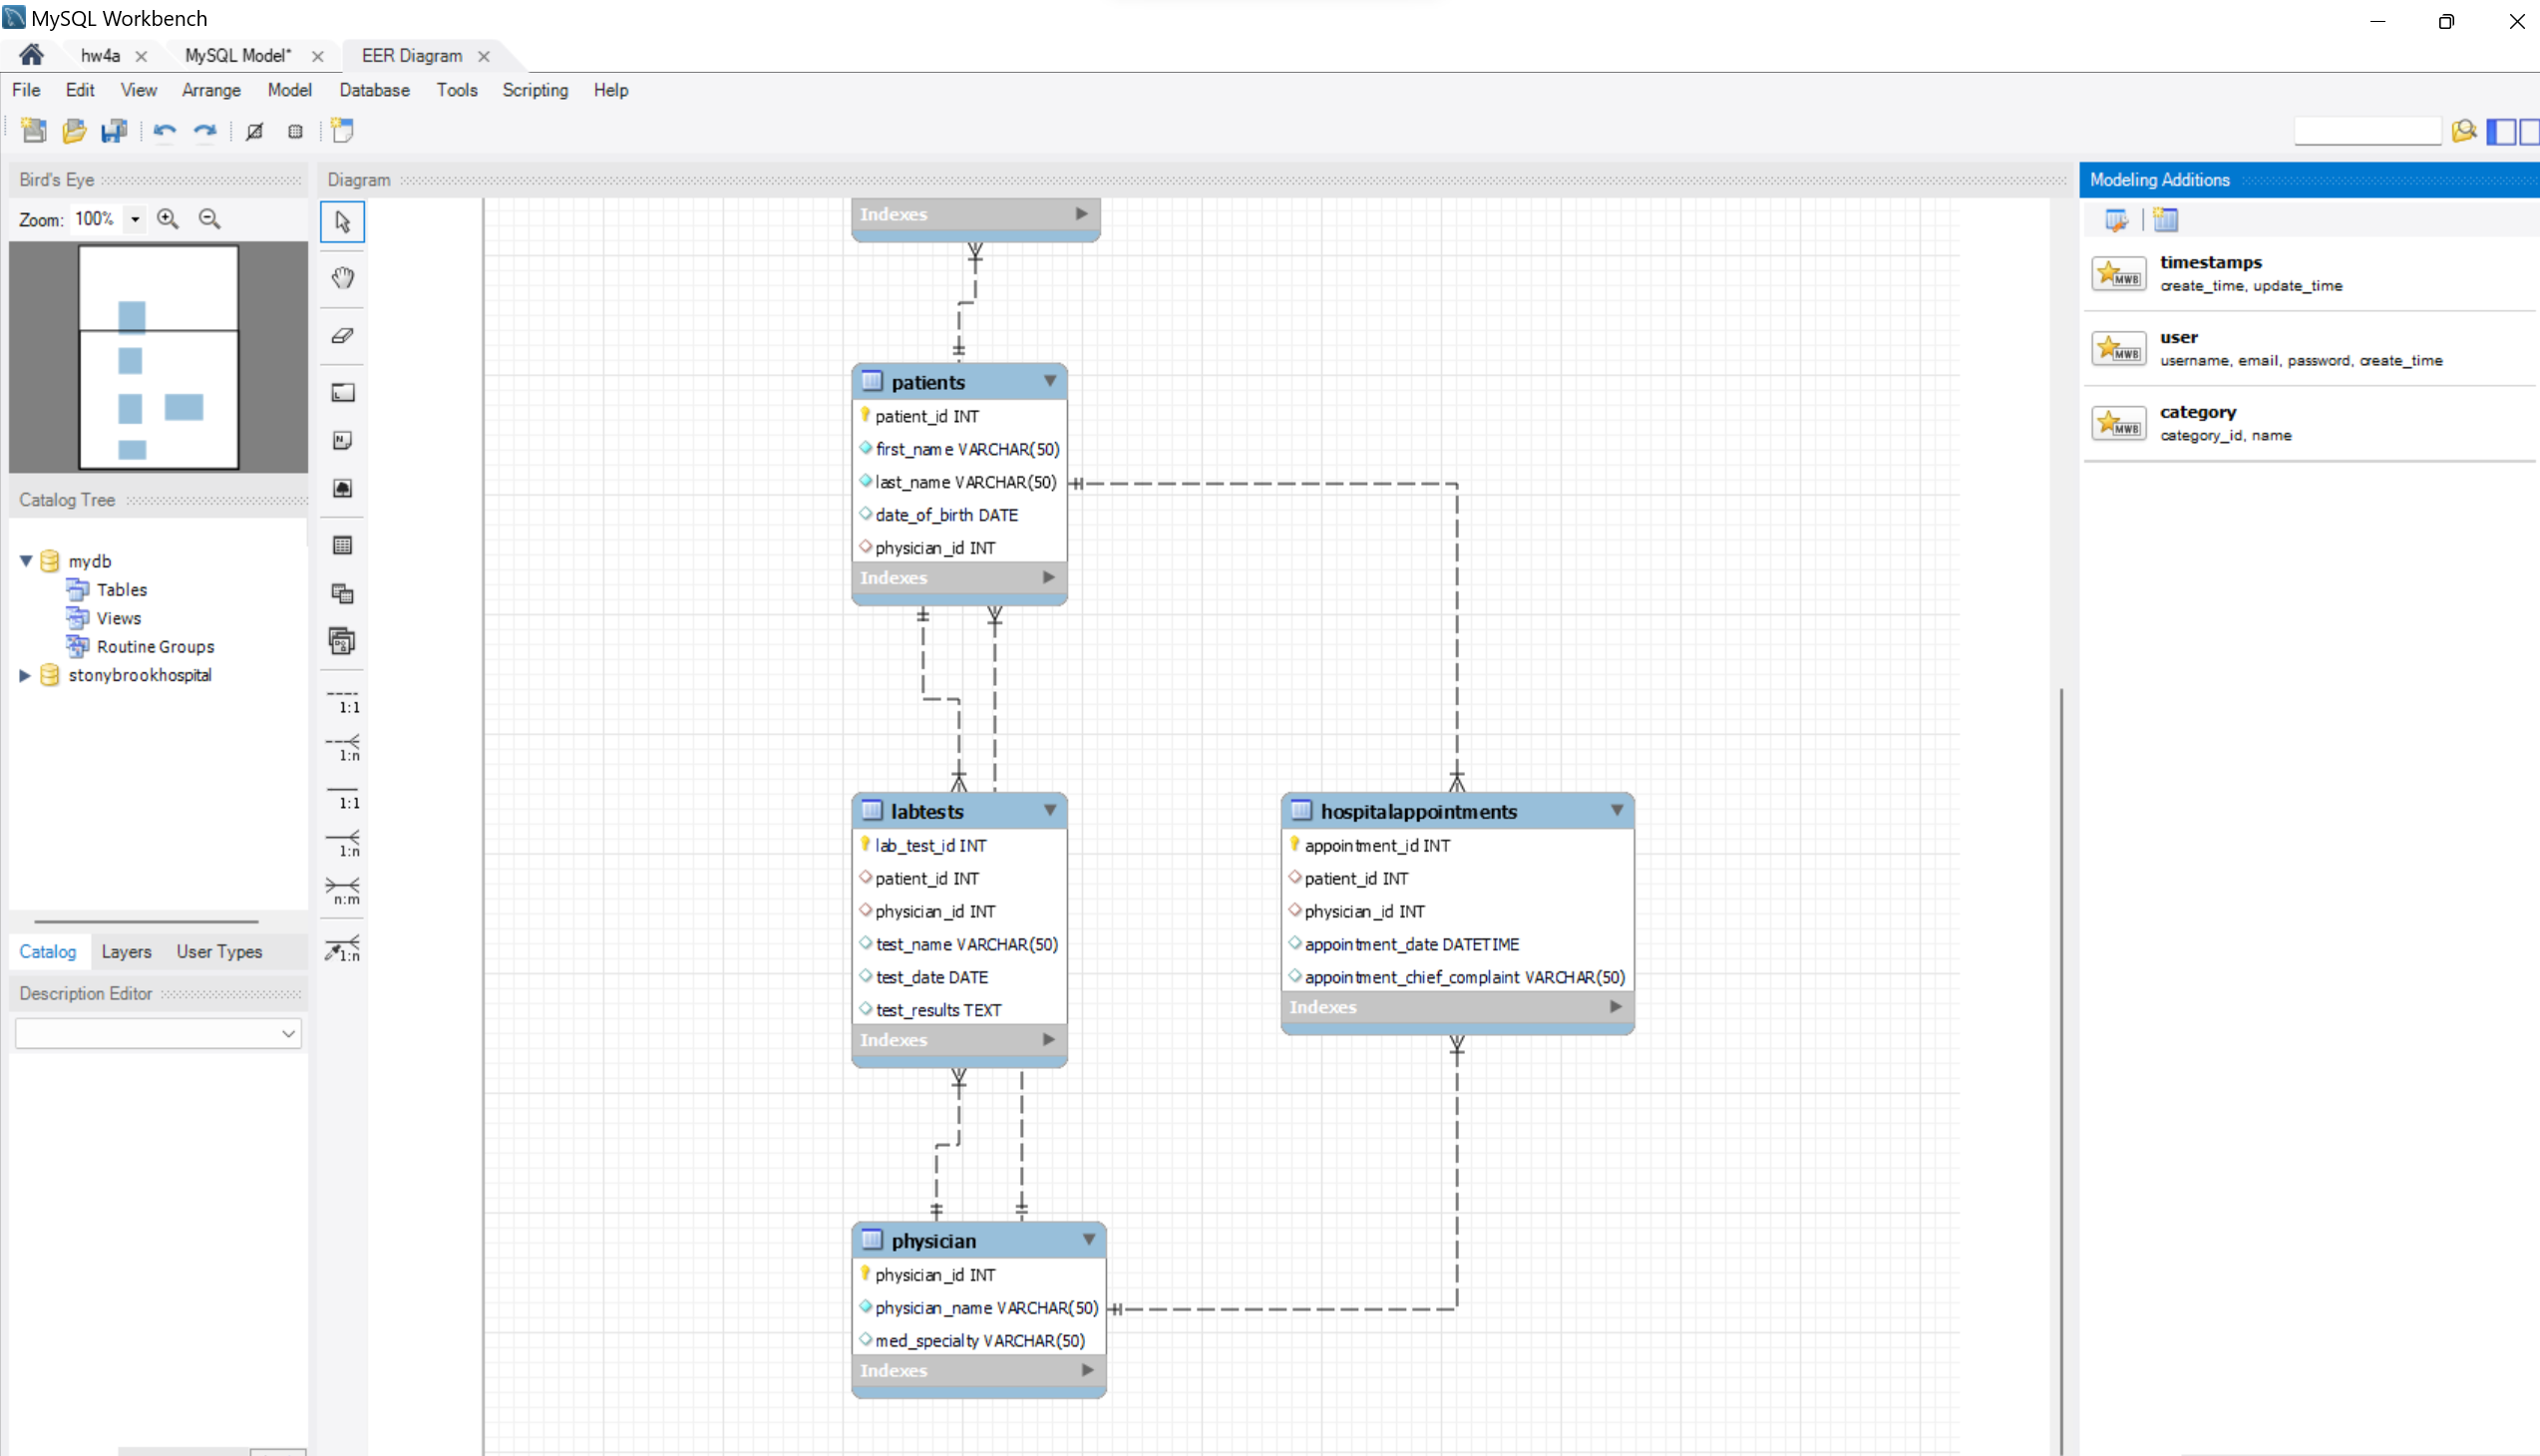 MySQL Workbench
hw4a
MySQL Model*
EER Diagram
File Edit View Arrange Model Database Tools Scripting Help
Bird's Eye
Zoom: 100%
Catalog Tree
mydb
Tables
Views
Routine Groups
stonybrookhospital
Catalog Layers User Types
Description Editor
Diagram
1:1
1:n
1:1
1:n
n:m
1:n
Indexes
patients
patient_id INT
first_name VARCHAR(50)
last_name VARCHAR(50)
date_of_birth DATE
physician_id INT
Indexes
labtests
lab_test_id INT
patient_id INT
physician_id INT
test_name VARCHAR(50)
test_date DATE
test_results TEXT
Indexes
hospitalappointments
appointment_id INT
patient_id INT
physician_id INT
appointment_date DATETIME
appointment_chief_complaint VARCHAR(50)
Indexes
physician
physician_id INT
physician_name VARCHAR(50)
med_specialty VARCHAR(50)
Indexes
Modeling Additions
MWB
timestamps
create_time, update_time
MWB
user
username, email, password, create_time
MWB
category
category_id, name